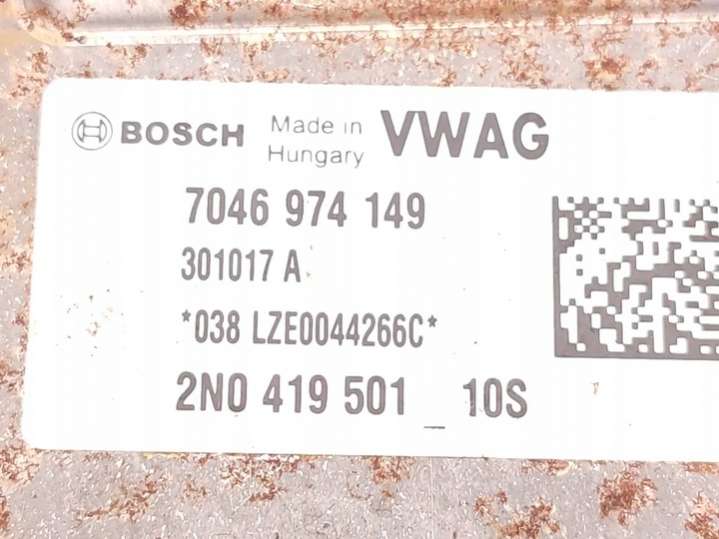 BOSCH Made in Hungary VWAG
7046 974 149
301017 A
*038 LZE0044266C*
2N0 419 501 _ 10S